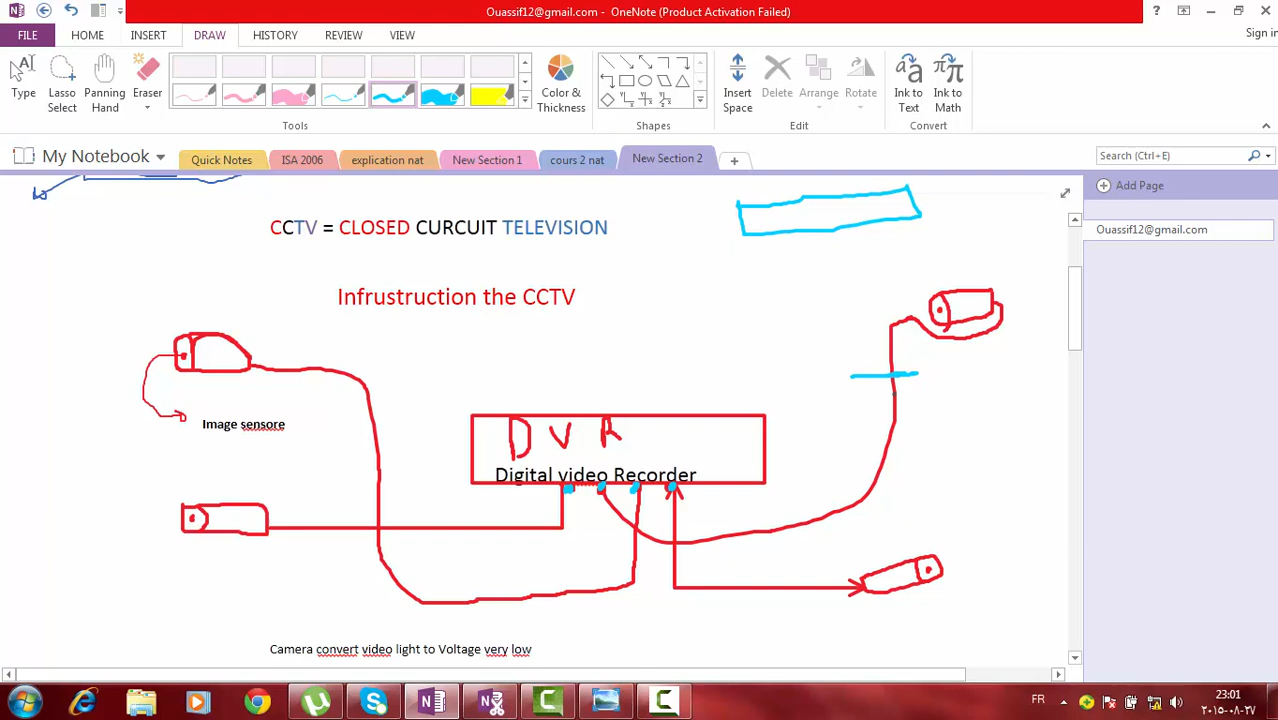 Ouassif12@gmail.com - OneNote (Product Activation Failed)
?
FILE HOME INSERT DRAW HISTORY REVIEW VIEW
Sign in
Type
Lasso Select
Panning Hand
Eraser
Color & Thickness
Insert Space
Delete
Arrange
Rotate
Ink to Text
Ink to Math
Tools
Shapes
Edit
Convert
My Notebook
Quick Notes
ISA 2006
explication nat
New Section 1
cours 2 nat
New Section 2
Search (Ctrl+E)
Add Page
Ouassif12@gmail.com
CCTV = CLOSED CURCUIT TELEVISION
Infrustruction the CCTV
Image sensore
D V R
Digital video Recorder
Camera convert video light to Voltage very low
FR
23:01
٢٠١٥-٠٨-٢٧